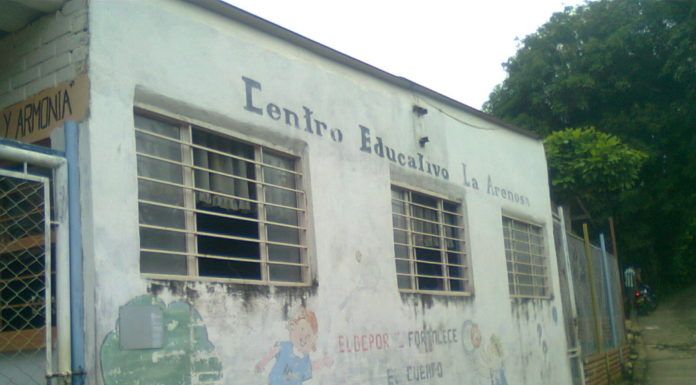 Y ARMONIA"
Centro Educativo La Arenosa
EL DEPOR FORTALECE
EL CUERPO